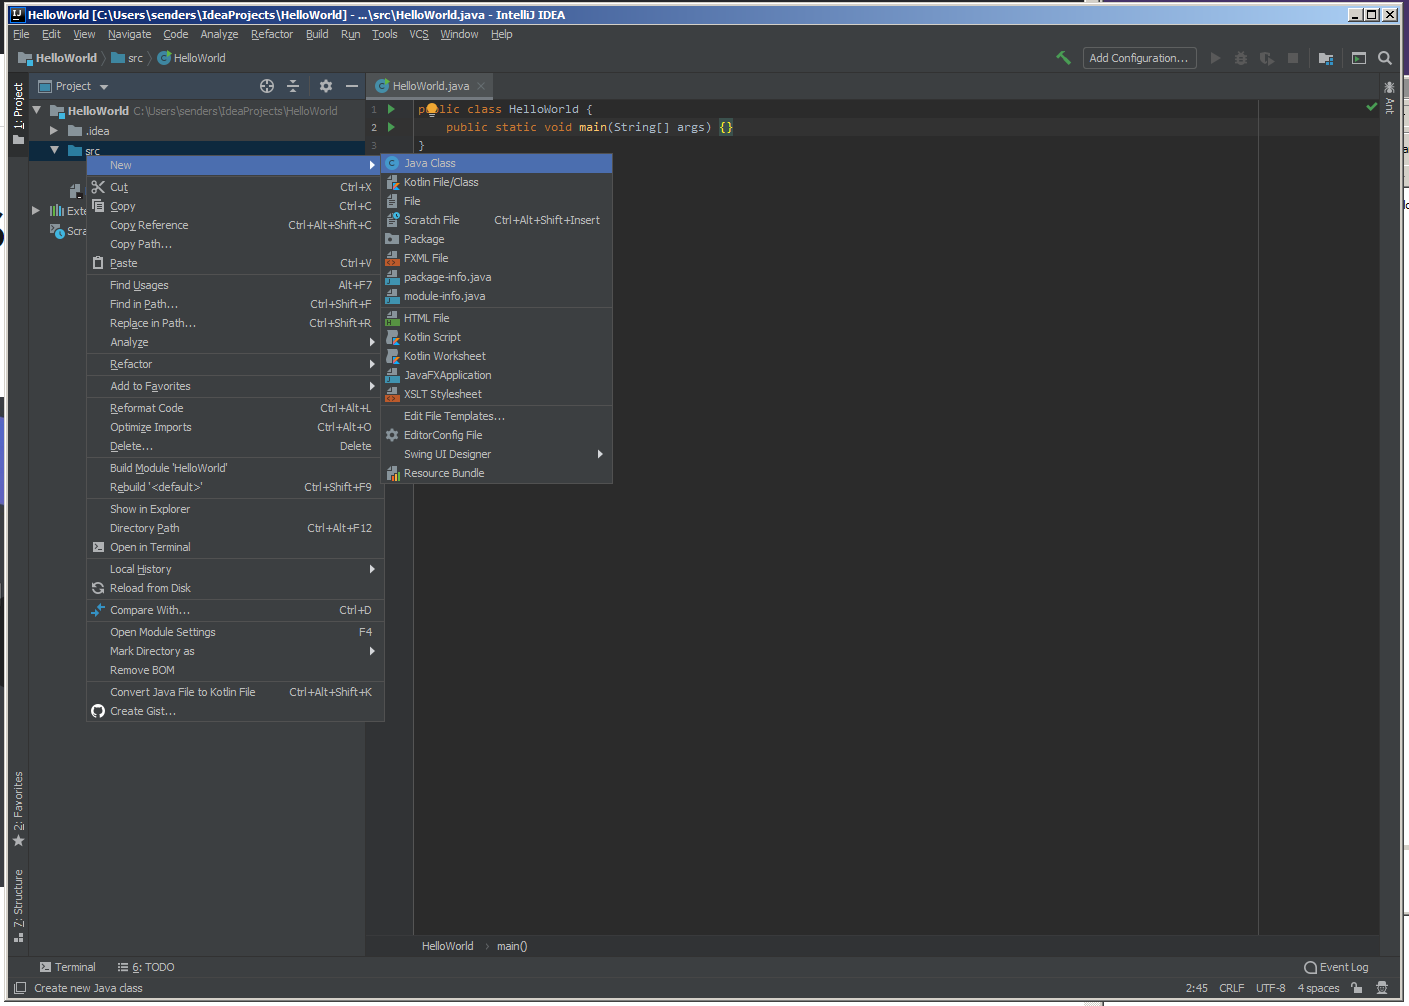 HelloWorld [C:\Users\senders\IdeaProjects\HelloWorld] - ...\src\HelloWorld.java - IntelliJ IDEA
File Edit View Navigate Code Analyze Refactor Build Run Tools VCS Window Help
HelloWorld src HelloWorld
Add Configuration...
Project
HelloWorld.java
1: Project
Ant
HelloWorld C:\Users\senders\IdeaProjects\HelloWorld
.idea
src
1 public class HelloWorld {
2 public static void main(String[] args) {}
3 }
New
Cut Ctrl+X
Copy Ctrl+C
Copy Reference Ctrl+Alt+Shift+C
Copy Path...
Paste Ctrl+V
Find Usages Alt+F7
Find in Path... Ctrl+Shift+F
Replace in Path... Ctrl+Shift+R
Analyze
Refactor
Add to Favorites
Reformat Code Ctrl+Alt+L
Optimize Imports Ctrl+Alt+O
Delete... Delete
Build Module 'HelloWorld'
Rebuild '<default>' Ctrl+Shift+F9
Show in Explorer
Directory Path Ctrl+Alt+F12
Open in Terminal
Local History
Reload from Disk
Compare With... Ctrl+D
Open Module Settings F4
Mark Directory as
Remove BOM
Convert Java File to Kotlin File Ctrl+Alt+Shift+K
Create Gist...
Java Class
Kotlin File/Class
File
Scratch File Ctrl+Alt+Shift+Insert
Package
FXML File
package-info.java
module-info.java
HTML File
Kotlin Script
Kotlin Worksheet
JavaFXApplication
XSLT Stylesheet
Edit File Templates...
EditorConfig File
Swing UI Designer
Resource Bundle
Exte
Scra
2: Favorites
7: Structure
HelloWorld main()
Terminal 6: TODO Event Log
Create new Java class 2:45 CRLF UTF-8 4 spaces